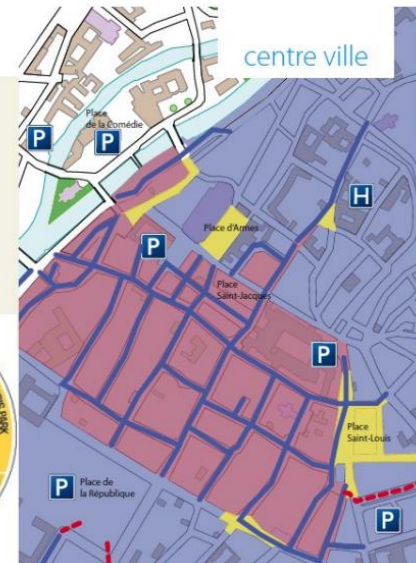 centre ville
Place
de la Comédie
P
P
H
Place d'Armes
P
Place
Saint-Jacques
P
Place
Saint-Louis
P
Place de
la République
P